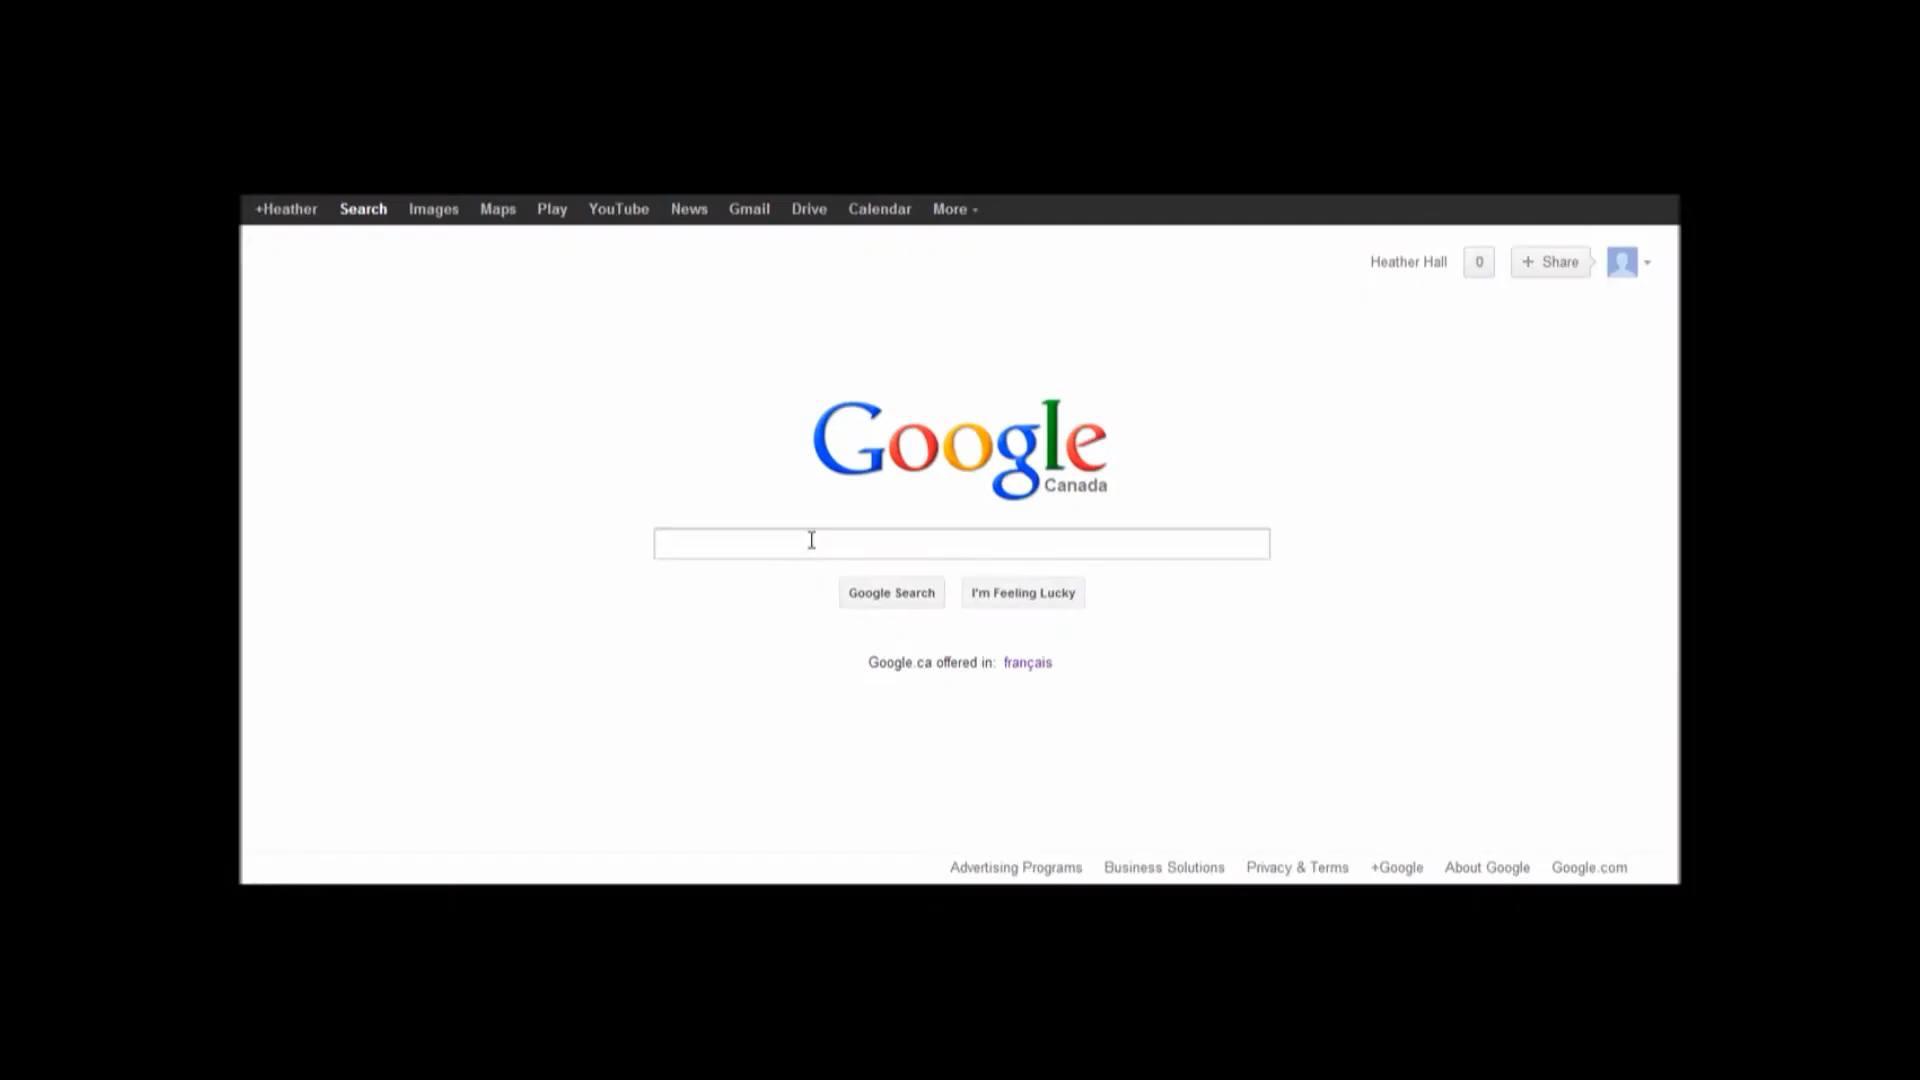 +Heather Search Images Maps Play YouTube News Gmail Drive Calendar More
Heather Hall 0 + Share
Google
Canada
Google Search I'm Feeling Lucky
Google.ca offered in: français
Advertising Programs Business Solutions Privacy & Terms +Google About Google Google.com